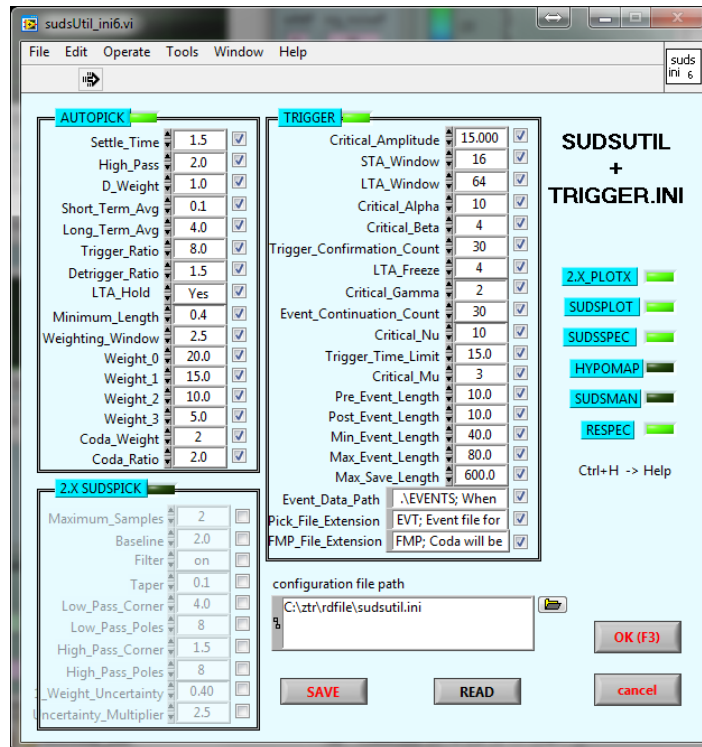 sudsUtil_ini6.vi
File Edit Operate Tools Window Help
suds
ini 6
AUTOPICK
Settle_Time 1.5
High_Pass 2.0
D_Weight 1.0
Short_Term_Avg 0.1
Long_Term_Avg 4.0
Trigger_Ratio 8.0
Detrigger_Ratio 1.5
LTA_Hold Yes
Minimum_Length 0.4
Weighting_Window 2.5
Weight_0 20.0
Weight_1 15.0
Weight_2 10.0
Weight_3 5.0
Coda_Weight 2
Coda_Ratio 2.0
2.X SUDSPICK
Maximum_Samples 2
Baseline 2.0
Filter on
Taper 0.1
Low_Pass_Corner 4.0
Low_Pass_Poles 8
High_Pass_Corner 1.5
High_Pass_Poles 8
_Weight_Uncertainty 0.40
Uncertainty_Multiplier 2.5
TRIGGER
Critical_Amplitude 15.000
STA_Window 16
LTA_Window 64
Critical_Alpha 10
Critical_Beta 4
Trigger_Confirmation_Count 30
LTA_Freeze 4
Critical_Gamma 2
Event_Continuation_Count 30
Critical_Nu 10
Trigger_Time_Limit 15.0
Critical_Mu 3
Pre_Event_Length 10.0
Post_Event_Length 10.0
Min_Event_Length 40.0
Max_Event_Length 80.0
Max_Save_Length 600.0
Event_Data_Path .\EVENTS; When
Pick_File_Extension EVT; Event file for
FMP_File_Extension FMP; Coda will be
configuration file path
C:\ztr\rdfile\sudsutil.ini
SAVE
READ
SUDSUTIL
+
TRIGGER.INI
2.X_PLOTX
SUDSPLOT
SUDSSPEC
HYPOMAP
SUDSMAN
RESPEC
Ctrl+H -> Help
OK (F3)
cancel